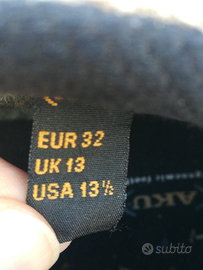 EUR 32
UK 13
USA 13½
AKU
subito